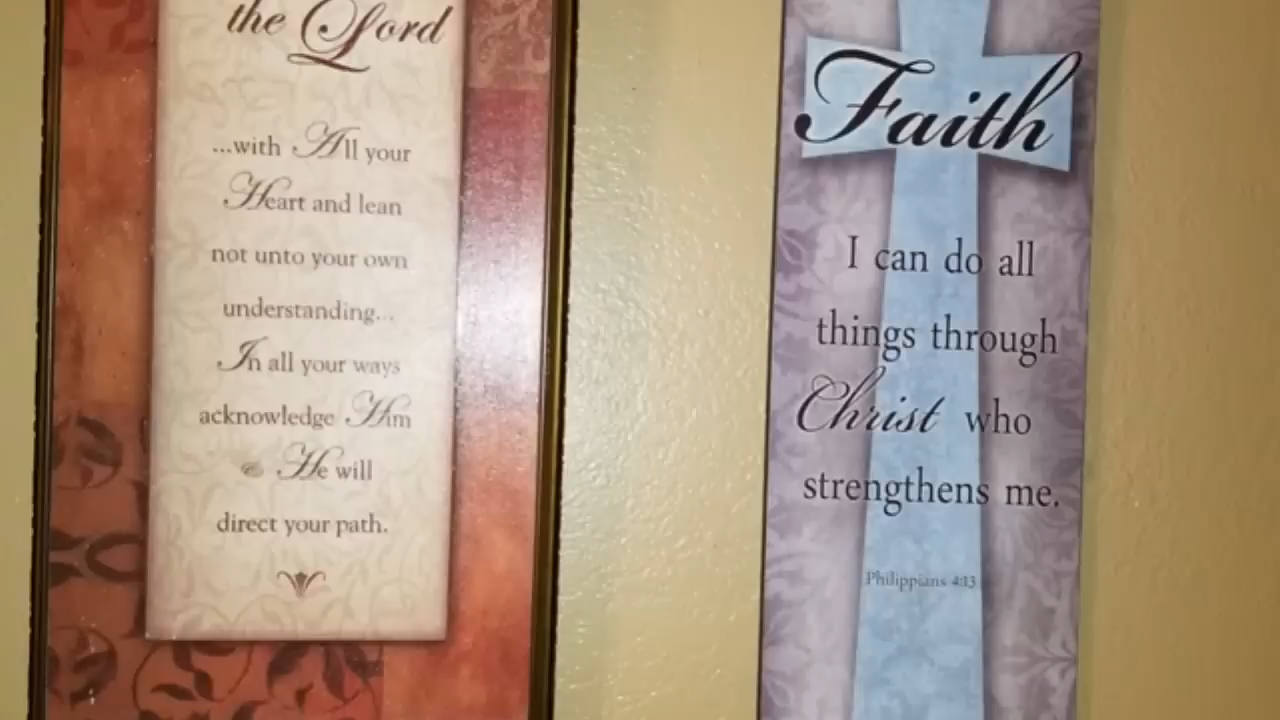 the Lord
...with All your
Heart and lean
not unto your own
understanding...
In all your ways
acknowledge Him
& He will
direct your path.
Faith
I can do all
things through
Christ who
strengthens me.
Philippians 4:13